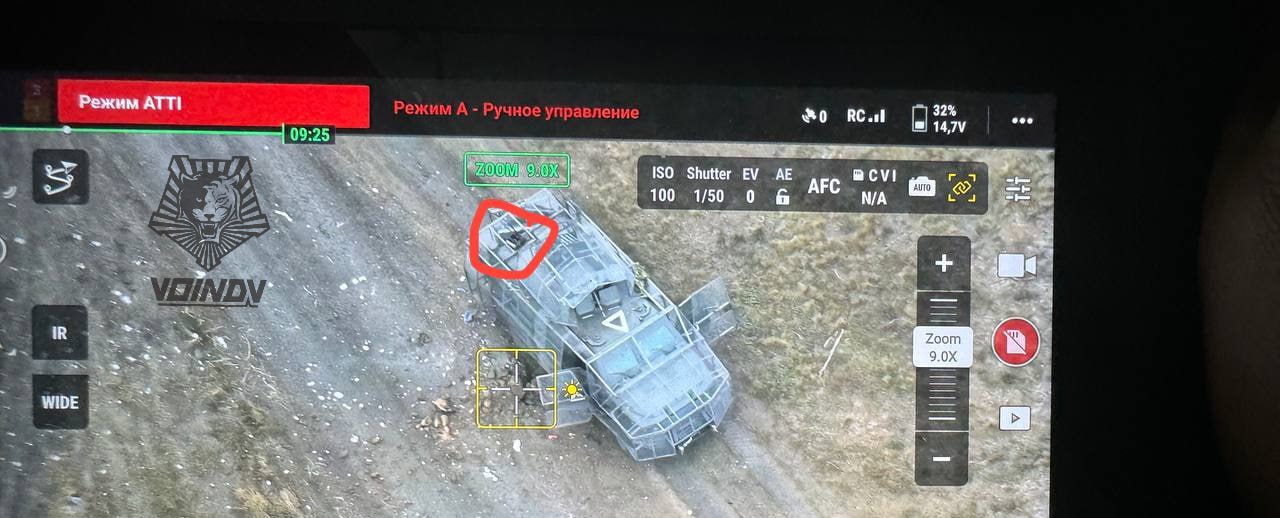 Режим ATTI
Режим A - Ручное управление
0
RC
32%
14,7V
09:25
ZOOM 9.0X
ISO
100
Shutter
1/50
EV
0
AE
AFC
CVI
N/A
AUTO
VOINDV
IR
WIDE
+
Zoom
9.0X
-